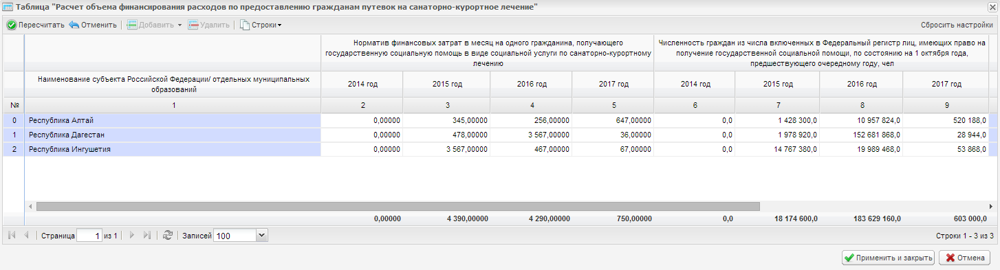 Таблица "Расчет объема финансирования расходов по предоставлению гражданам путевок на санаторно-курортное лечение"
Пересчитать Отменить Добавить Удалить Строки Сбросить настройки
Норматив финансовых затрат в месяц на одного гражданина, получающего
государственную социальную помощь в виде социальной услуги по санаторно-курортному
лечению
Численность граждан из числа включенных в Федеральный регистр лиц, имеющих право на
получение государственной социальной помощи, по состоянию на 1 октября года,
предшествующего очередному году, чел
Наименование субъекта Российской Федерации/ отдельных муниципальных
образований
2014 год 2015 год 2016 год 2017 год 2014 год 2015 год 2016 год 2017 год
№ 1 2 3 4 5 6 7 8 9
0 Республика Алтай 0,00000 345,00000 256,00000 647,00000 0,0 1 428 300,0 10 957 824,0 520 188,0
1 Республика Дагестан 0,00000 478,00000 3 567,00000 36,00000 0,0 1 978 920,0 152 681 868,0 28 944,0
2 Республика Ингушетия 0,00000 3 567,00000 467,00000 67,00000 0,0 14 767 380,0 19 989 468,0 53 868,0
0,00000 4 390,00000 4 290,00000 750,00000 0,0 18 174 600,0 183 629 160,0 603 000,0
Страница 1 из 1 Записей 100 Строки 1 - 3 из 3
Применить и закрыть Отмена